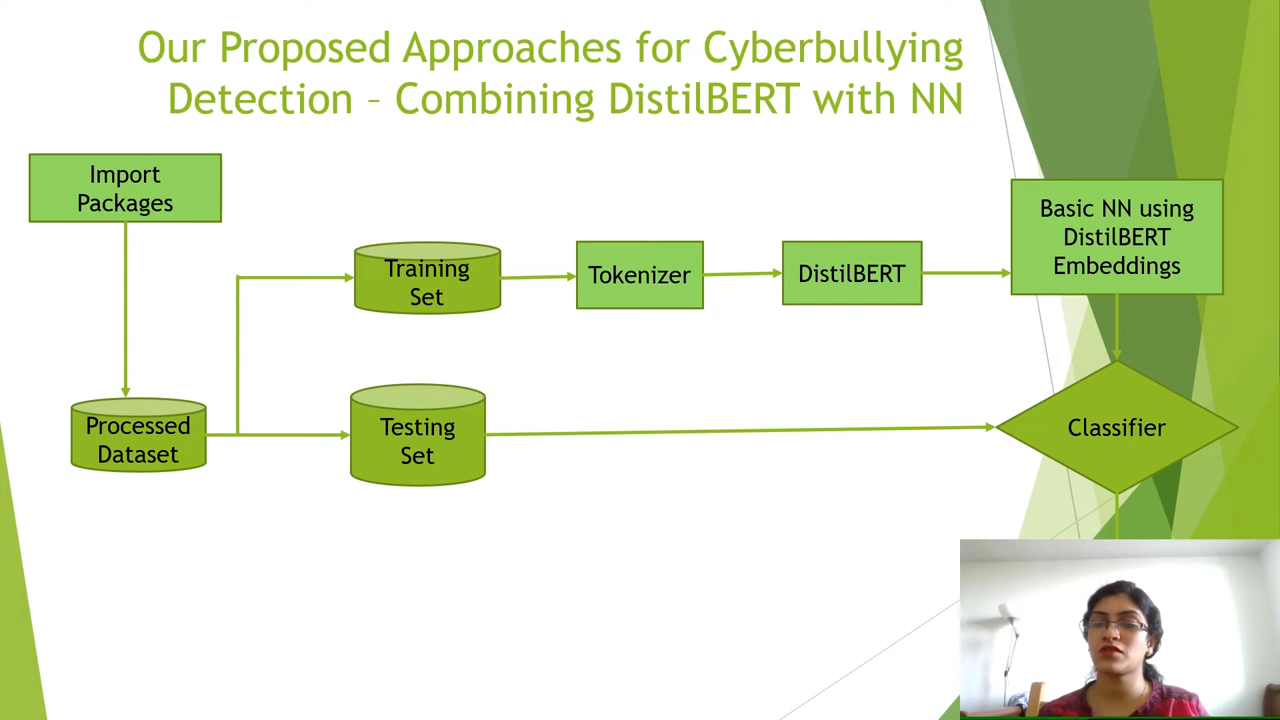 Our Proposed Approaches for Cyberbullying
Detection – Combining DistilBERT with NN
Import
Packages
Basic NN using
DistilBERT
Embeddings
Training
Set
Tokenizer
DistilBERT
Processed
Dataset
Testing
Set
Classifier